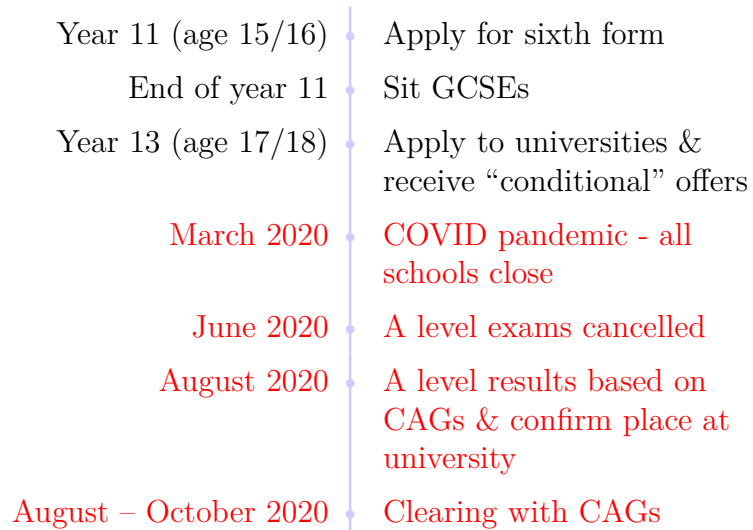 Year 11 (age 15/16) Apply for sixth form
End of year 11 Sit GCSEs
Year 13 (age 17/18) Apply to universities &
receive “conditional” offers
March 2020 COVID pandemic - all
schools close
June 2020 A level exams cancelled
August 2020 A level results based on
CAGs & confirm place at
university
August – October 2020 Clearing with CAGs